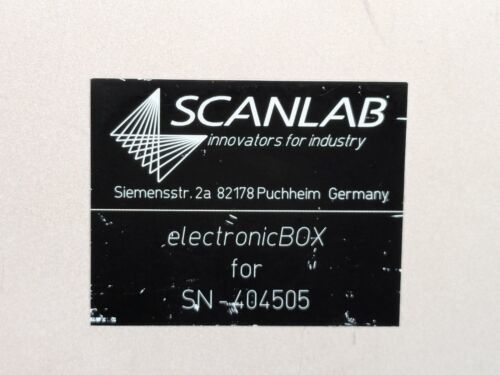 SCANLAB
innovators for industry
Siemensstr. 2a 82178 Puchheim Germany
electronicBOX
for
SN-404505